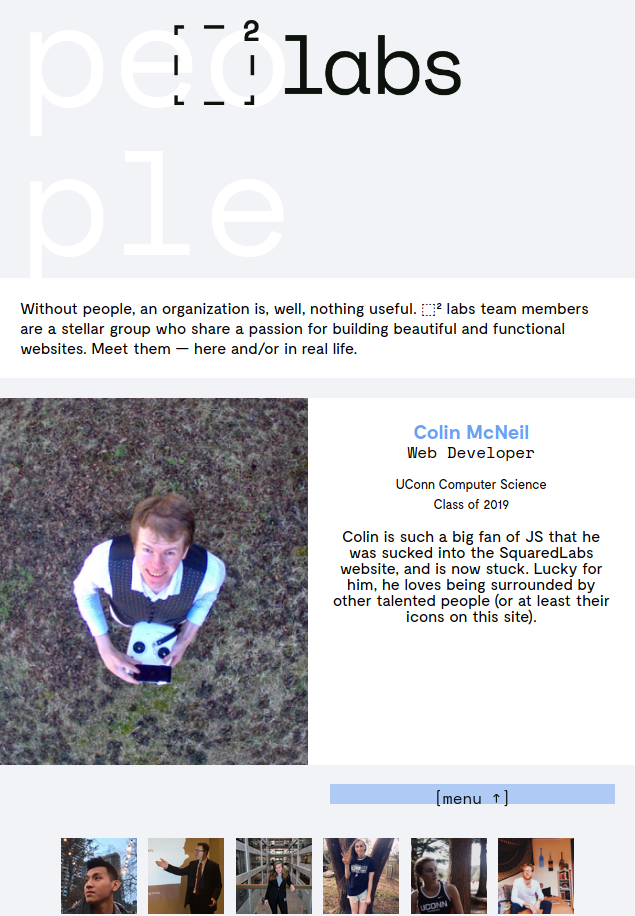 peo
ple
[ ]² labs
Without people, an organization is, well, nothing useful. ⬚² labs team members
are a stellar group who share a passion for building beautiful and functional
websites. Meet them — here and/or in real life.
Colin McNeil
Web Developer
UConn Computer Science
Class of 2019
Colin is such a big fan of JS that he
was sucked into the SquaredLabs
website, and is now stuck. Lucky for
him, he loves being surrounded by
other talented people (or at least their
icons on this site).
[menu ↑]
UCONN